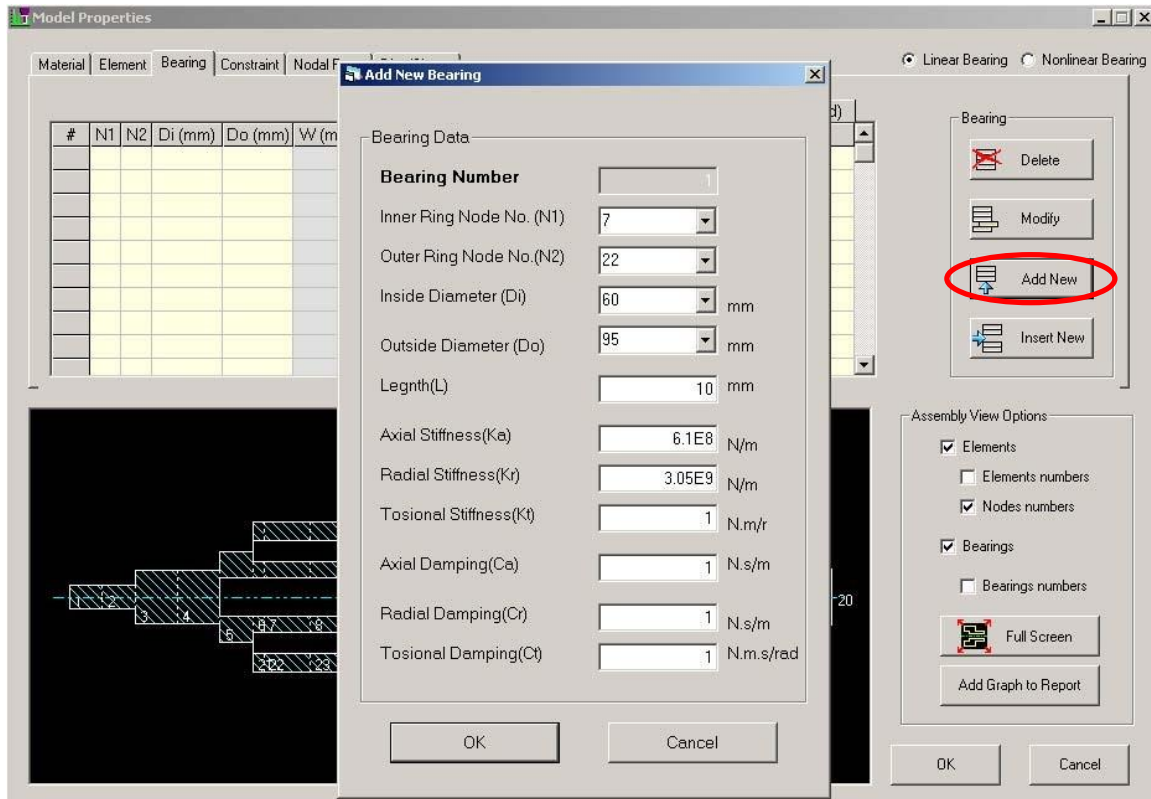 Model Properties
Material Element Bearing Constraint Nodal
Linear Bearing Nonlinear Bearing
# N1 N2 Di (mm) Do (mm) W (m
d)
Add New Bearing
Bearing Data
Bearing Number 1
Inner Ring Node No. (N1) 7
Outer Ring Node No.(N2) 22
Inside Diameter (Di) 60 mm
Outside Diameter (Do) 95 mm
Legnth(L) 10 mm
Axial Stiffness(Ka) 6.1E8 N/m
Radial Stiffness(Kr) 3.05E9 N/m
Tosional Stiffness(Kt) 1 N.m/r
Axial Damping(Ca) 1 N.s/m
Radial Damping(Cr) 1 N.s/m
Tosional Damping(Ct) 1 N.m.s/rad
OK Cancel
Bearing
Delete
Modify
Add New
Insert New
Assembly View Options
Elements
Elements numbers
Nodes numbers
Bearings
Bearings numbers
Full Screen
Add Graph to Report
OK Cancel
1 2 3 4 5 6 7 8
21 22 23
20